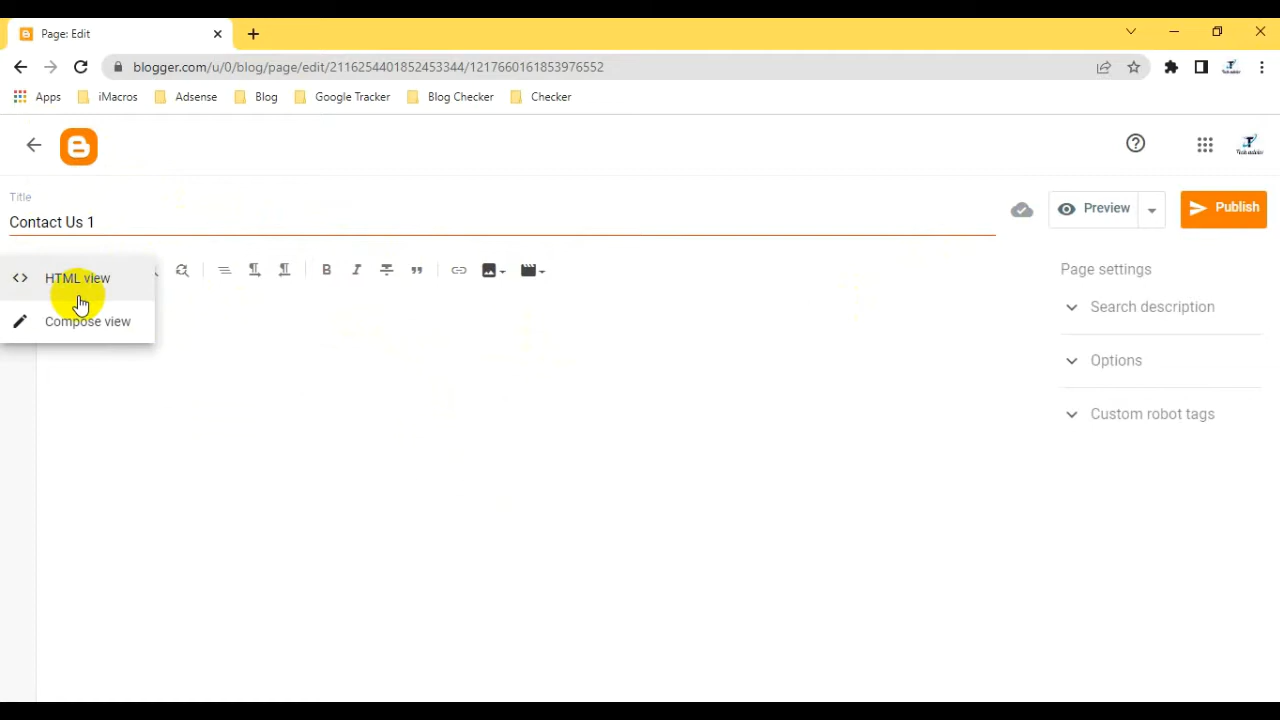 Page: Edit
blogger.com/u/0/blog/page/edit/2116254401852453344/1217660161853976552
Apps iMacros Adsense Blog Google Tracker Blog Checker Checker
Title
Contact Us 1
Preview
Publish
HTML view
Compose view
Page settings
Search description
Options
Custom robot tags